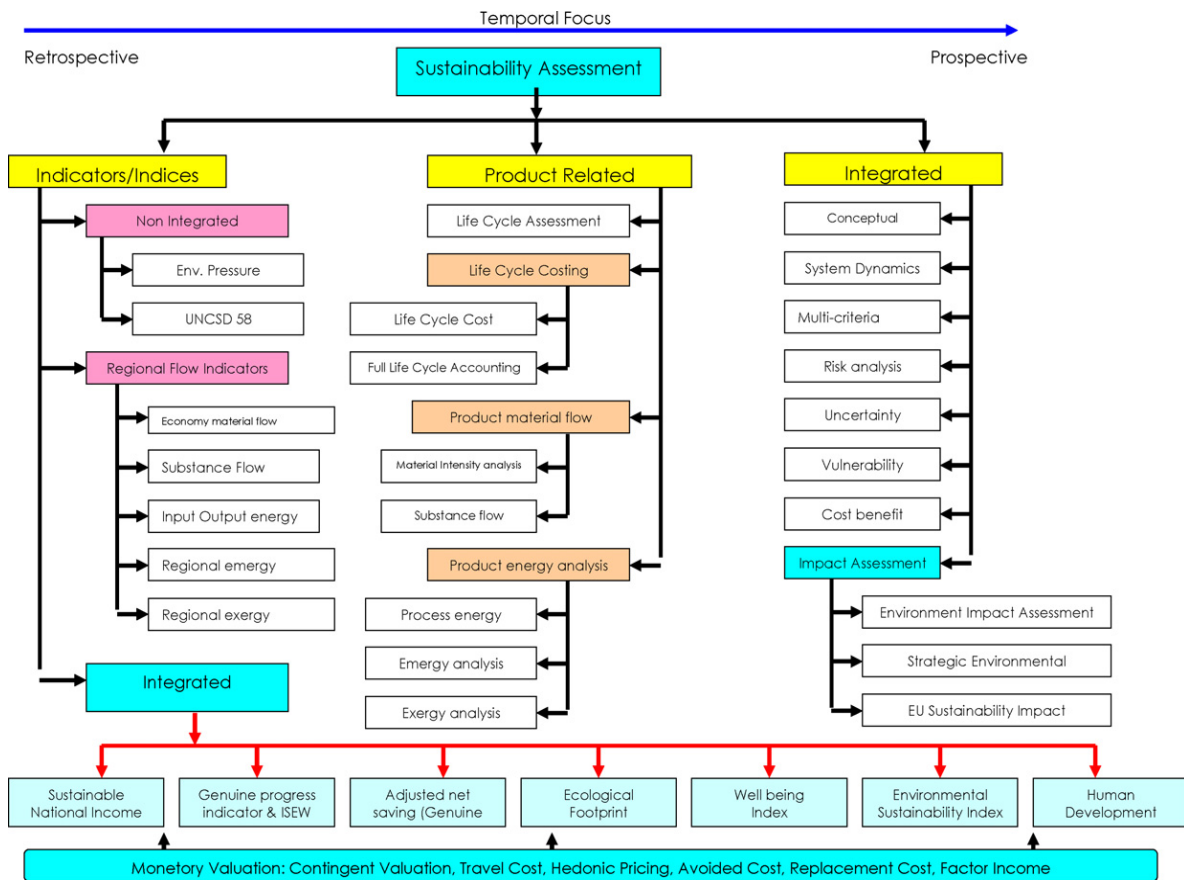 Temporal Focus
Retrospective
Prospective
Sustainability Assessment
Indicators/Indices
Product Related
Integrated
Non Integrated
Env. Pressure
UNCSD 58
Regional Flow Indicators
Economy material flow
Substance Flow
Input Output energy
Regional emergy
Regional exergy
Integrated
Life Cycle Assessment
Life Cycle Costing
Life Cycle Cost
Full Life Cycle Accounting
Product material flow
Material Intensity analysis
Substance flow
Product energy analysis
Process energy
Emergy analysis
Exergy analysis
Conceptual
System Dynamics
Multi-criteria
Risk analysis
Uncertainty
Vulnerability
Cost benefit
Impact Assessment
Environment Impact Assessment
Strategic Environmental
EU Sustainability Impact
Sustainable
National Income
Genuine progress
indicator & ISEW
Adjusted net
saving (Genuine
Ecological
Footprint
Well being
Index
Environmental
Sustainability Index
Human
Development
Monetory Valuation: Contingent Valuation, Travel Cost, Hedonic Pricing, Avoided Cost, Replacement Cost, Factor Income